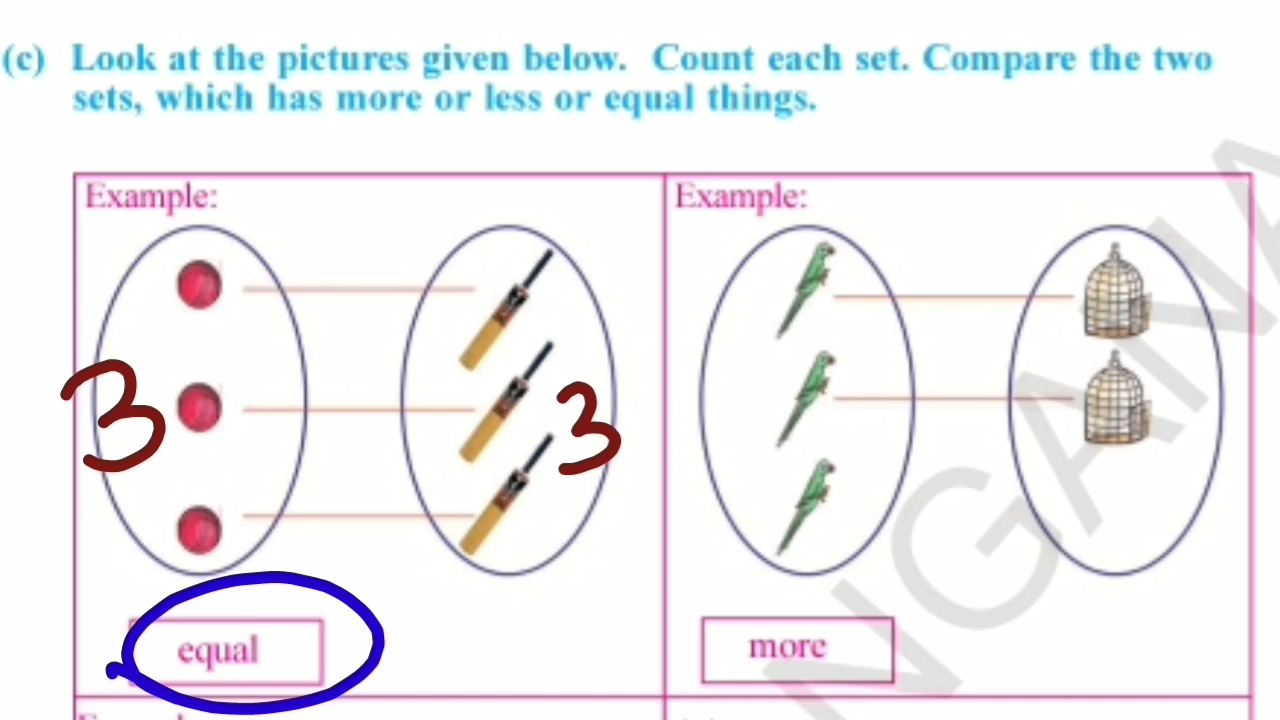 (c) Look at the pictures given below. Count each set. Compare the two
sets, which has more or less or equal things.
Example:
Example:
3
3
equal
more